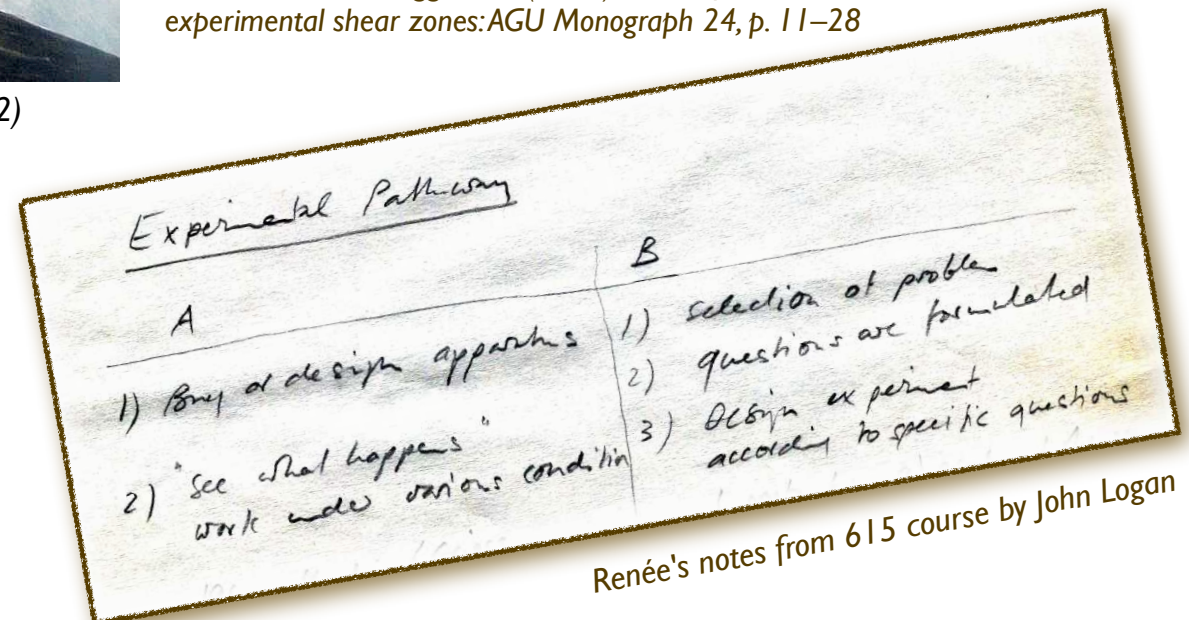 experimental shear zones: AGU Monograph 24, p. 11–28
2)
Experimental Pathway
A
1) Buy or design apparatus
2) "see what happens"
work under various condition
B
1) selection of problem
2) questions are formulated
3) Design experiment
according to specific questions
Renée's notes from 615 course by John Logan